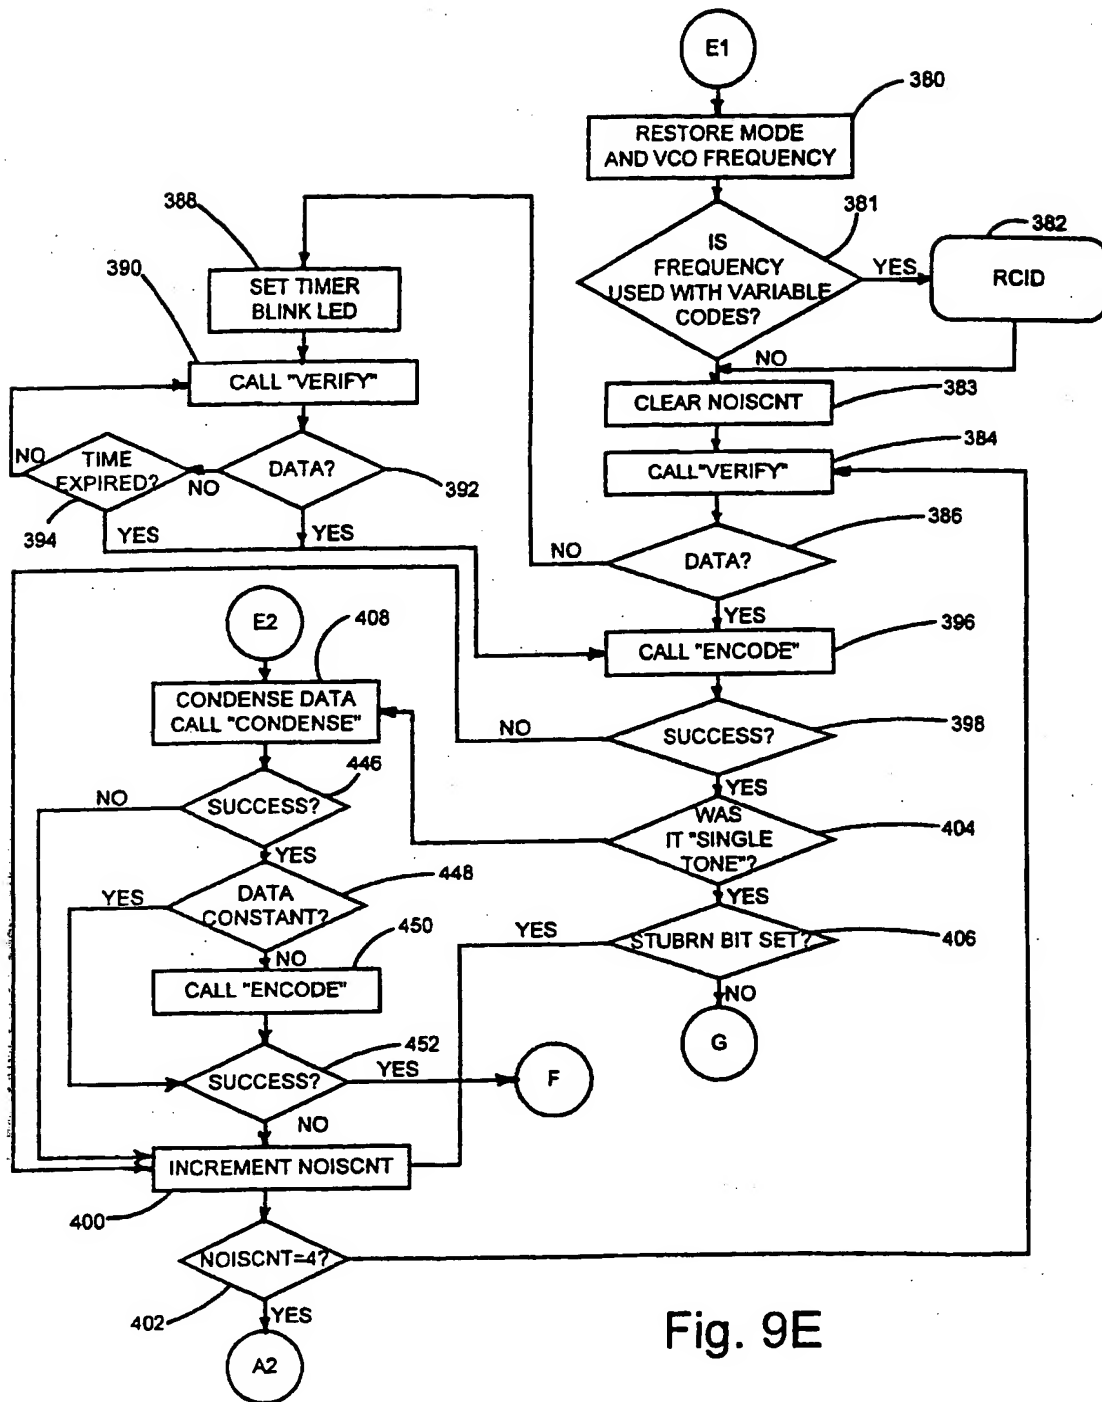 E1
380
RESTORE MODE
AND VCO FREQUENCY
381
IS
FREQUENCY
USED WITH VARIABLE
CODES?
YES
382
RCID
NO
CLEAR NOISCNT
383
CALL"VERIFY"
384
386
DATA?
NO
YES
388
SET TIMER
BLINK LED
390
CALL "VERIFY"
DATA?
392
NO
TIME
EXPIRED?
NO
394
YES
YES
CALL "ENCODE"
396
SUCCESS?
398
NO
YES
WAS
IT "SINGLE
TONE"?
404
YES
STUBRN BIT SET?
406
YES
NO
G
E2
408
CONDENSE DATA
CALL "CONDENSE"
446
NO
SUCCESS?
YES
448
YES
DATA
CONSTANT?
450
NO
CALL "ENCODE"
452
SUCCESS?
YES
F
NO
INCREMENT NOISCNT
400
NOISCNT=4?
402
YES
A2
Fig. 9E